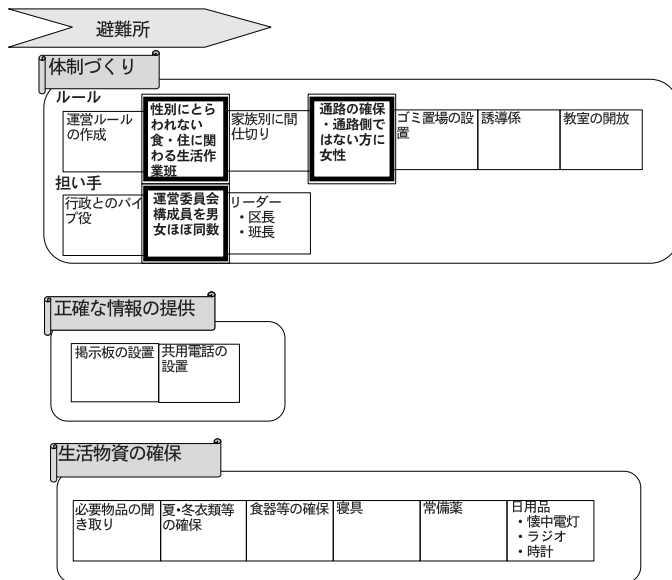 避難所
体制づくり
ルール
運営ルール
の作成
性別にとら
われない
食・住に関
わる生活作
業班
家族別に間
仕切り
通路の確保
・通路側で
はない方に
女性
ゴミ置場の設
置
誘導係
教室の開放
担い手
行政とのパイ
プ役
運営委員会
構成員を男
女ほぼ同数
リーダー
・区長
・班長
正確な情報の提供
掲示板の設置
共用電話の
設置
生活物資の確保
必要物品の聞
き取り
夏・冬衣類等
の確保
食器等の確保
寝具
常備薬
日用品
・懐中電灯
・ラジオ
・時計